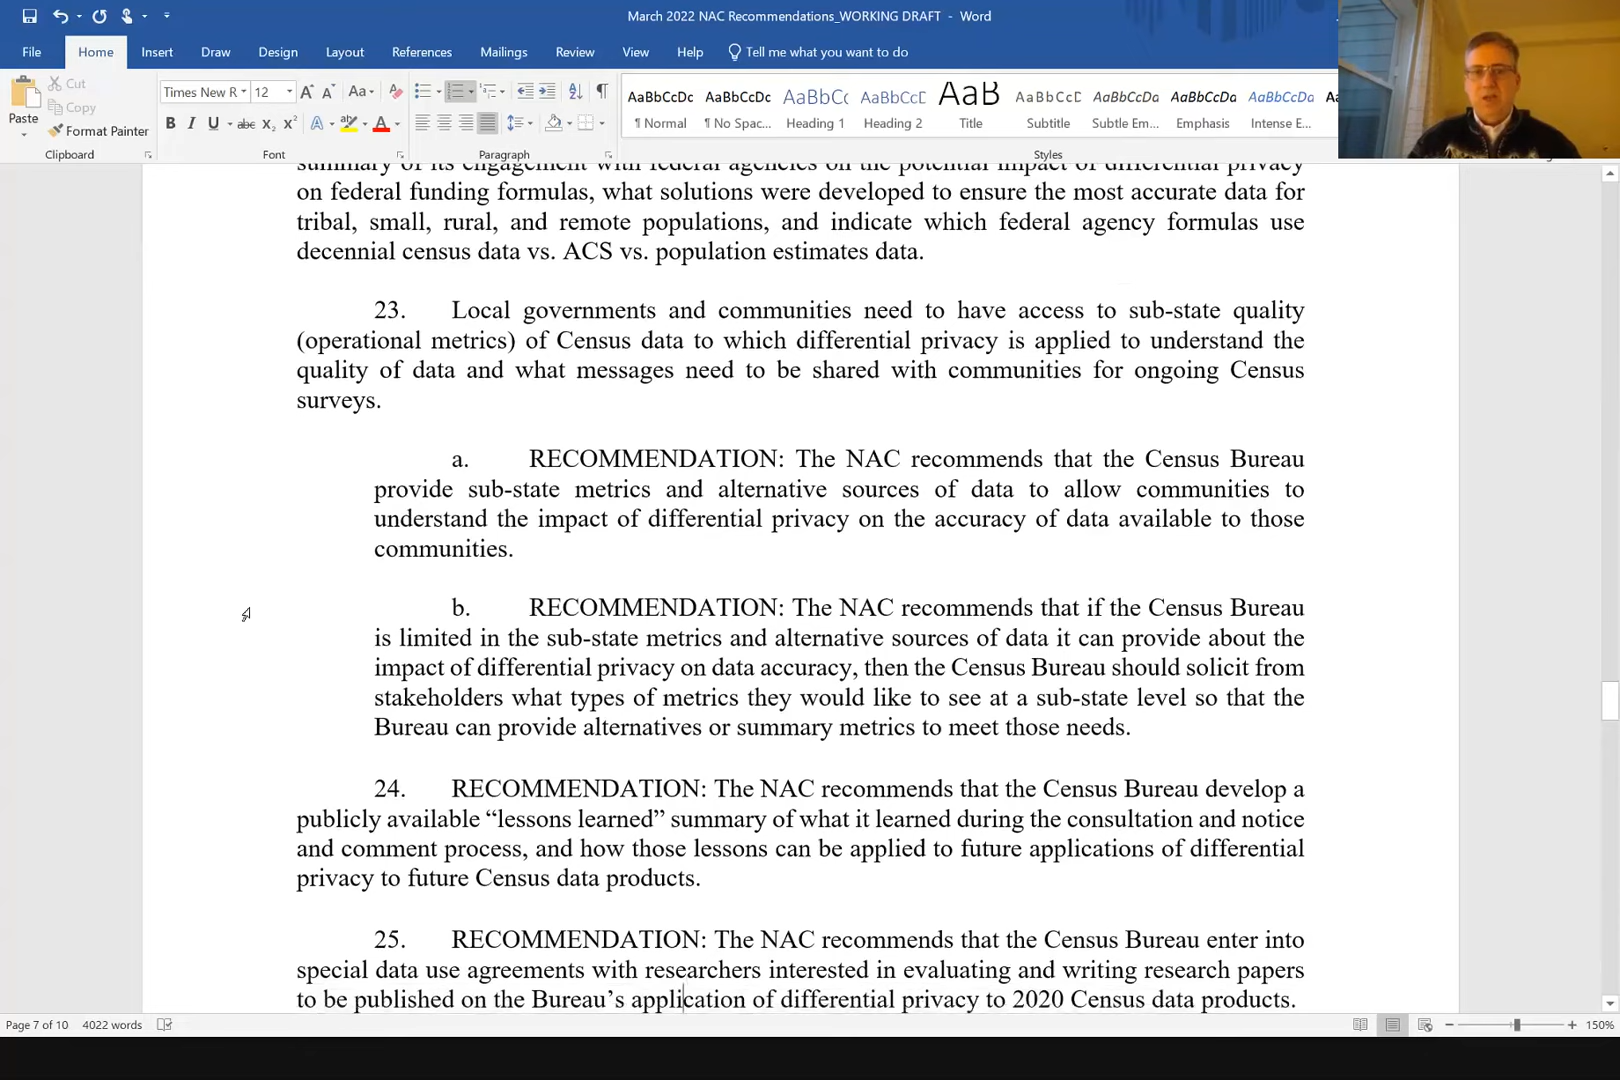 March 2022 NAC Recommendations_WORKING DRAFT - Word
File Home Insert Draw Design Layout References Mailings Review View Help Tell me what you want to do
Paste
Cut
Copy
Format Painter
Clipboard
Times New R 12
Font
Paragraph
AaBbCcDc AaBbCcDc AaBbC AaBbCcD AaB AaBbCcD AaBbCcDa AaBbCcDa AaBbCcDa
¶ Normal ¶ No Spac... Heading 1 Heading 2 Title Subtitle Subtle Em... Emphasis Intense E...
Styles
summary of its engagement with federal agencies on the potential impact of differential privacy
on federal funding formulas, what solutions were developed to ensure the most accurate data for
tribal, small, rural, and remote populations, and indicate which federal agency formulas use
decennial census data vs. ACS vs. population estimates data.
23. Local governments and communities need to have access to sub-state quality
(operational metrics) of Census data to which differential privacy is applied to understand the
quality of data and what messages need to be shared with communities for ongoing Census
surveys.
a. RECOMMENDATION: The NAC recommends that the Census Bureau
provide sub-state metrics and alternative sources of data to allow communities to
understand the impact of differential privacy on the accuracy of data available to those
communities.
b. RECOMMENDATION: The NAC recommends that if the Census Bureau
is limited in the sub-state metrics and alternative sources of data it can provide about the
impact of differential privacy on data accuracy, then the Census Bureau should solicit from
stakeholders what types of metrics they would like to see at a sub-state level so that the
Bureau can provide alternatives or summary metrics to meet those needs.
24. RECOMMENDATION: The NAC recommends that the Census Bureau develop a
publicly available “lessons learned” summary of what it learned during the consultation and notice
and comment process, and how those lessons can be applied to future applications of differential
privacy to future Census data products.
25. RECOMMENDATION: The NAC recommends that the Census Bureau enter into
special data use agreements with researchers interested in evaluating and writing research papers
to be published on the Bureau’s application of differential privacy to 2020 Census data products.
Page 7 of 10 4022 words 150%